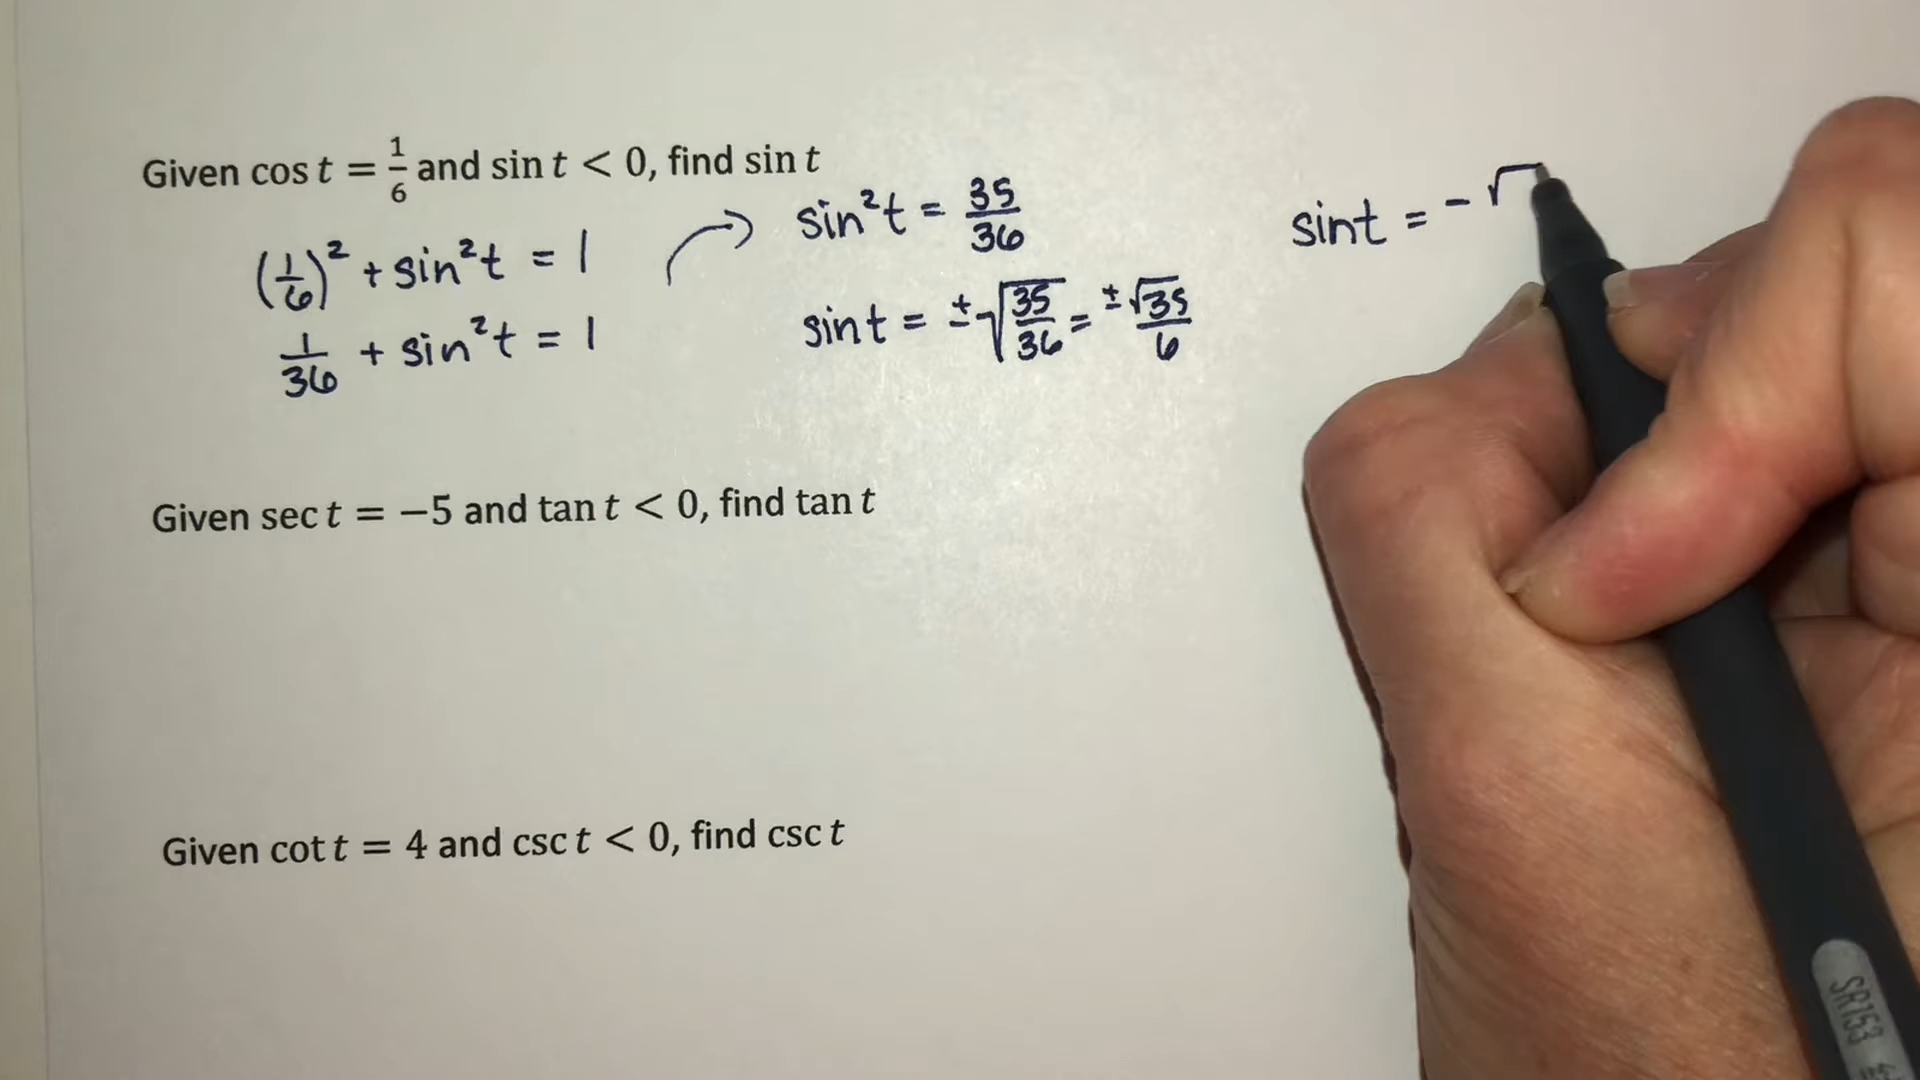 Given cos t = 1/6 and sin t < 0, find sin t
(1/6)² + sin²t = 1
1/36 + sin²t = 1
sin²t = 35/36
sint = ±√35/36 = ±√35/6
sint = -√
Given sec t = −5 and tan t < 0, find tan t
Given cot t = 4 and csc t < 0, find csc t
SR153